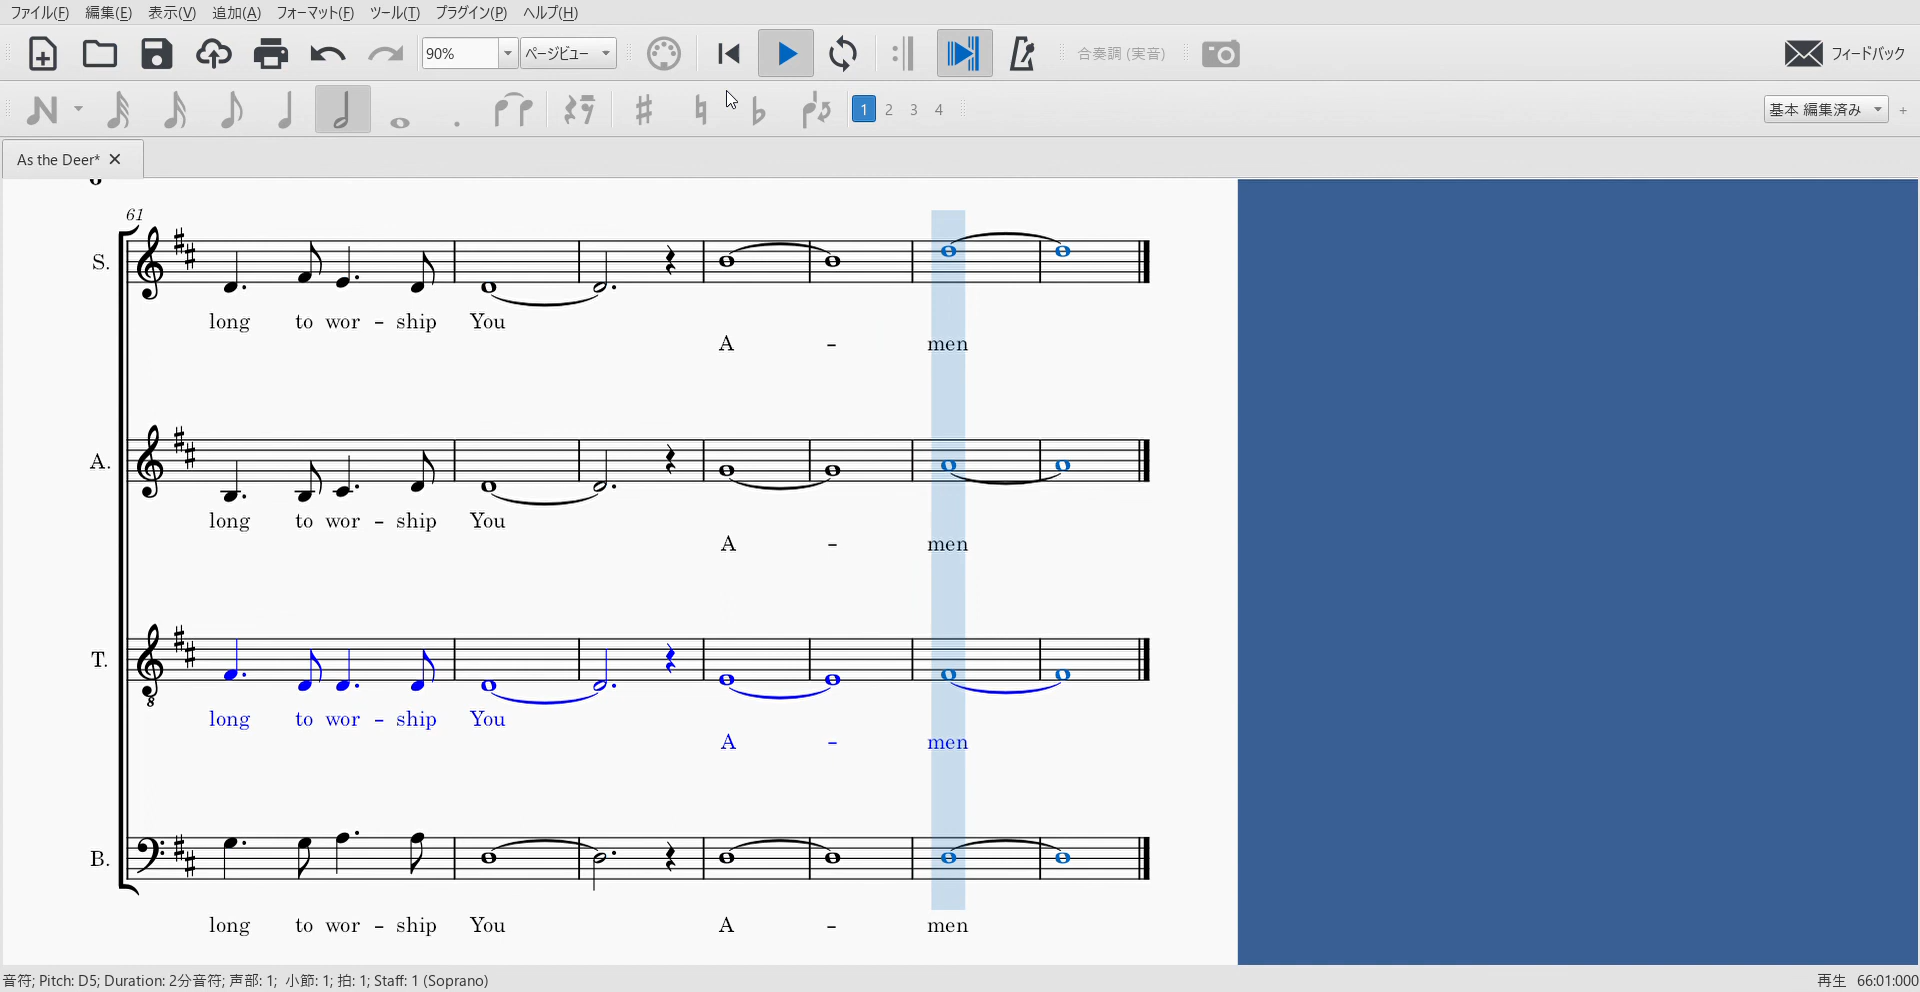 ファイル(F) 編集(E) 表示(V) 追加(A) フォーマット(F) ツール(T) プラグイン(P) ヘルプ(H)
90% ページビュー 合奏調 (実音) フィードバック
1 2 3 4 基本 編集済み +
As the Deer*
61
S.
long to wor - ship You
A - men
A.
long to wor - ship You
A - men
T.
8
long to wor - ship You
A - men
B.
long to wor - ship You A - men
音符; Pitch: D5; Duration: 2分音符; 声部: 1; 小節: 1; 拍: 1; Staff: 1 (Soprano) 再生 66:01:000